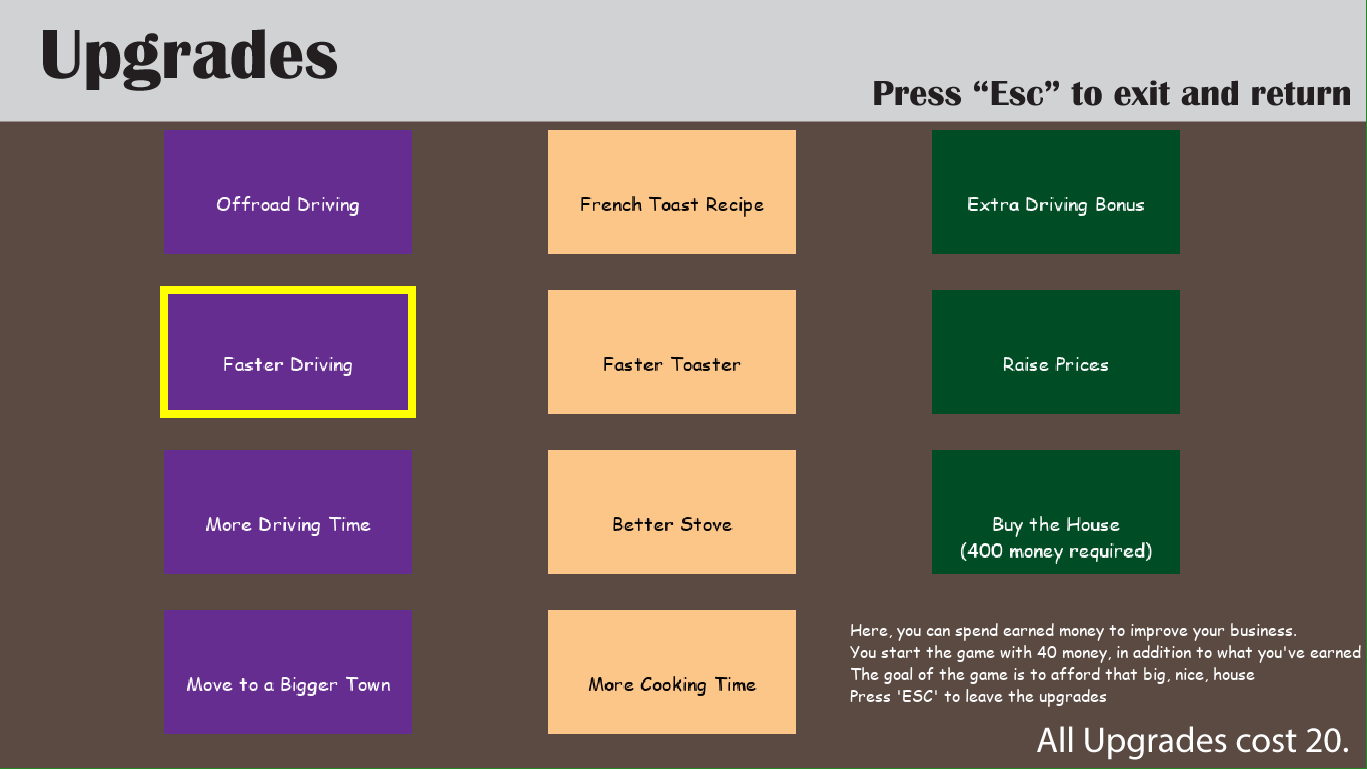 Upgrades
Press “Esc” to exit and return
Offroad Driving
French Toast Recipe
Extra Driving Bonus
Faster Driving
Faster Toaster
Raise Prices
More Driving Time
Better Stove
Buy the House
(400 money required)
Move to a Bigger Town
More Cooking Time
Here, you can spend earned money to improve your business.
You start the game with 40 money, in addition to what you've earned
The goal of the game is to afford that big, nice, house
Press 'ESC' to leave the upgrades
All Upgrades cost 20.